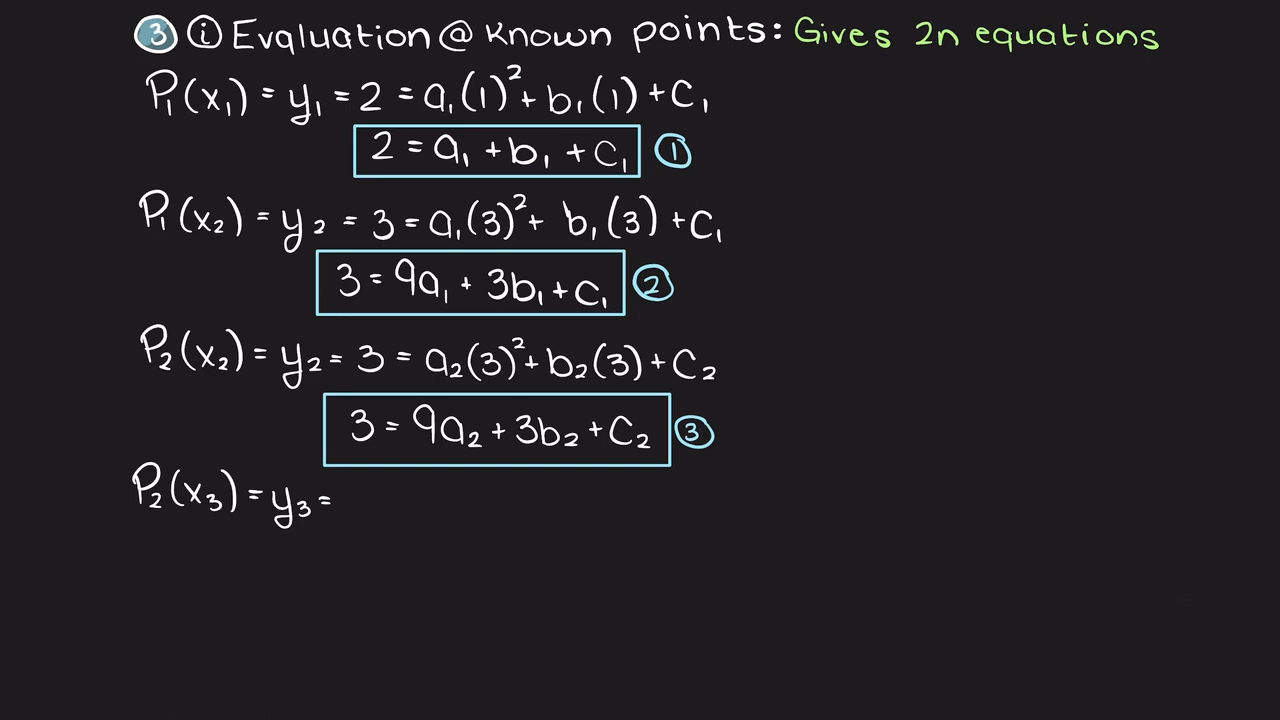 ③ ⓘ Evaluation @ Known points: Gives 2n equations
P₁(x₁) = y₁ = 2 = a₁(1)² + b₁(1) + c₁
2 = a₁ + b₁ + c₁ ①
P₁(x₂) = y₂ = 3 = a₁(3)² + b₁(3) + c₁
3 = 9a₁ + 3b₁ + c₁ ②
P₂(x₂) = y₂ = 3 = a₂(3)² + b₂(3) + c₂
3 = 9a₂ + 3b₂ + c₂ ③
P₂(x₃) = y₃ =